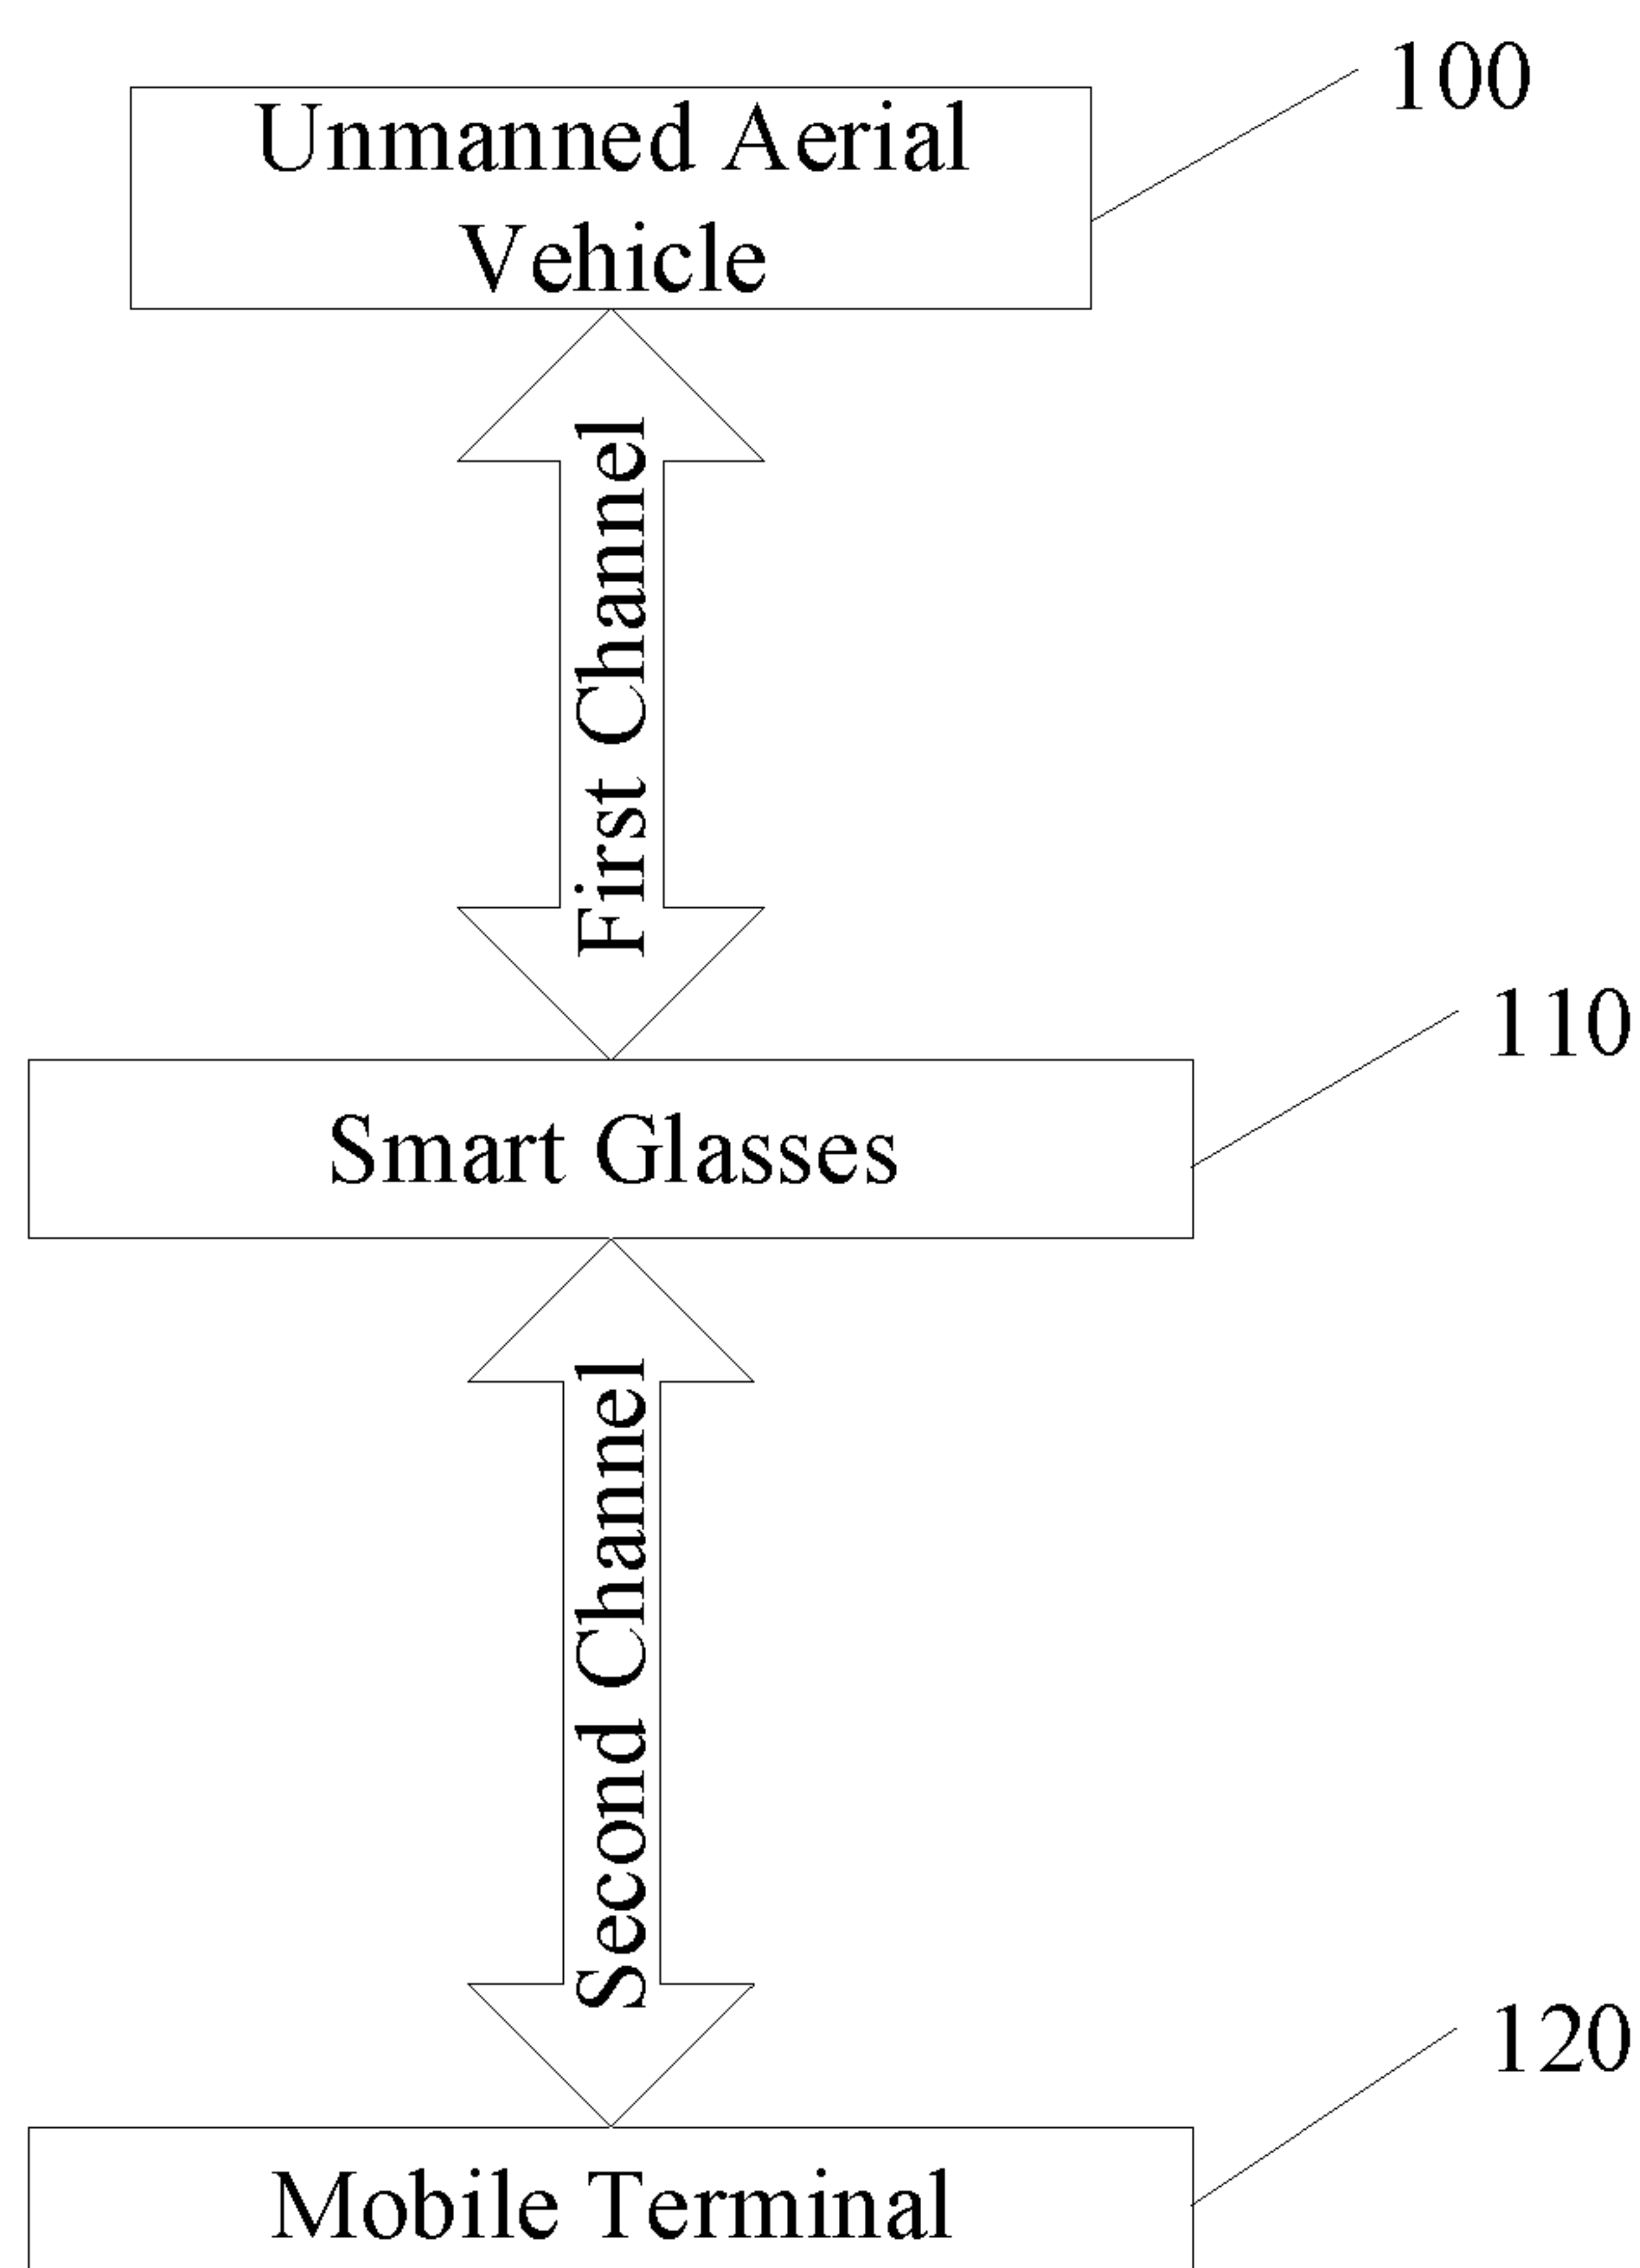 Unmanned Aerial
Vehicle
100
First Channel
110
Smart Glasses
Second Channel
120
Mobile Terminal